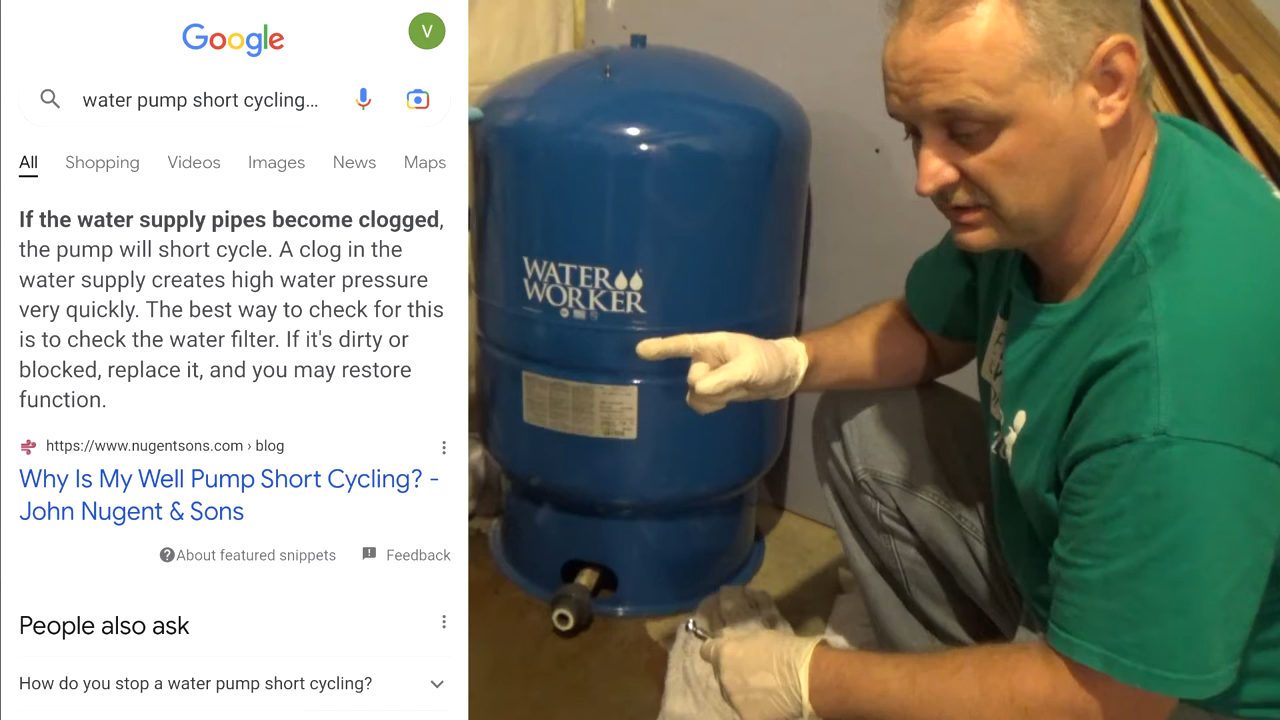 Google
V
water pump short cycling...
All Shopping Videos Images News Maps
If the water supply pipes become clogged,
the pump will short cycle. A clog in the
water supply creates high water pressure
very quickly. The best way to check for this
is to check the water filter. If it's dirty or
blocked, replace it, and you may restore
function.
https://www.nugentsons.com › blog
Why Is My Well Pump Short Cycling? -
John Nugent & Sons
About featured snippets Feedback
People also ask
How do you stop a water pump short cycling?
WATER
WORKER